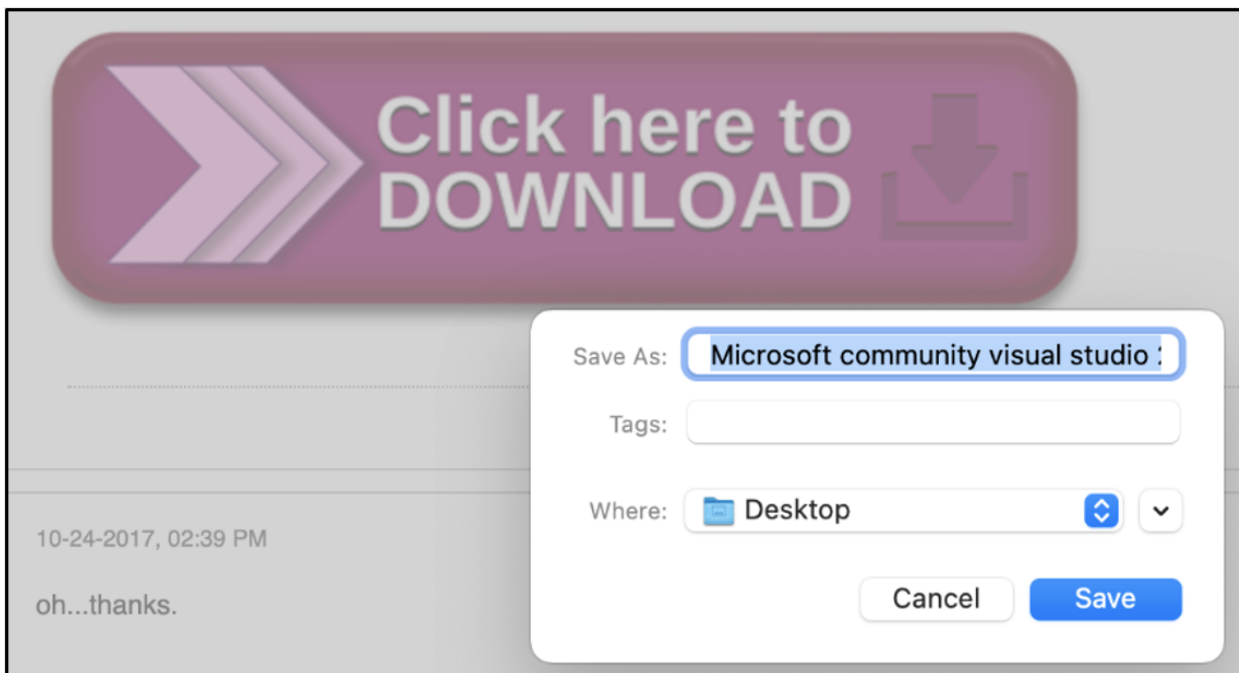 Click here to
DOWNLOAD
Save As: Microsoft community visual studio
Tags:
Where: Desktop
10-24-2017, 02:39 PM
oh...thanks.
Cancel Save